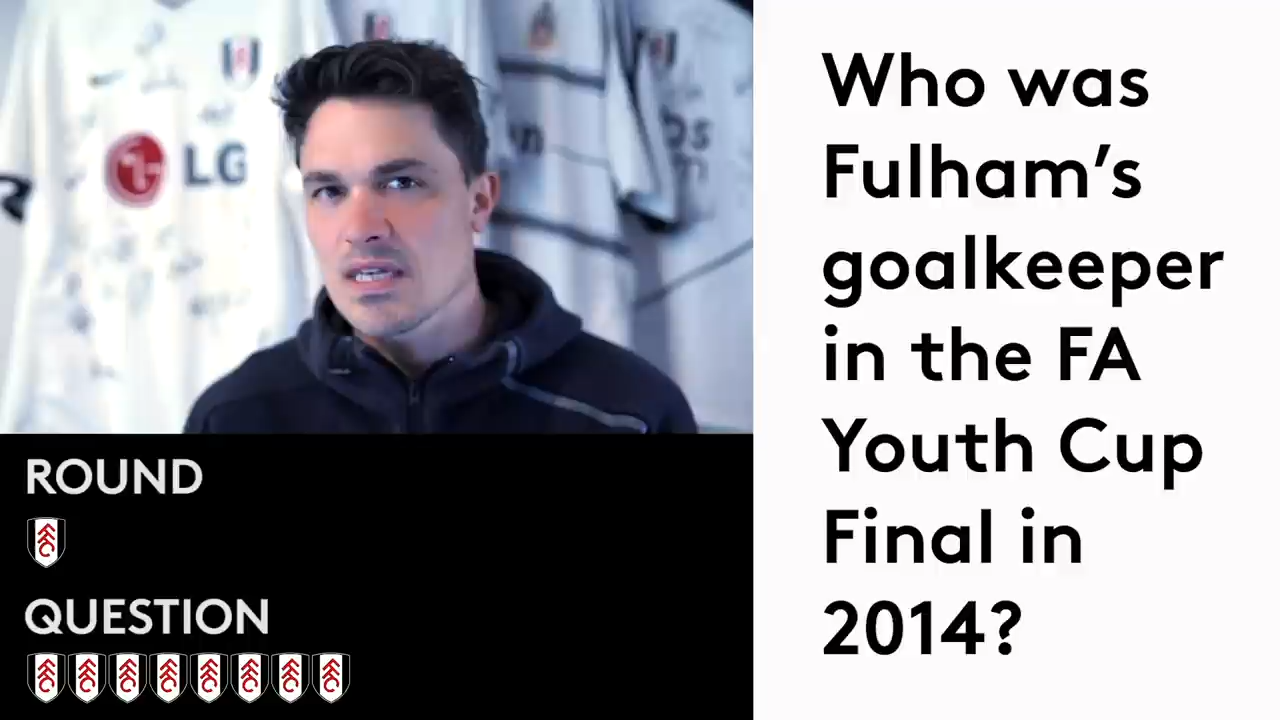 LG
Who was
Fulham’s
goalkeeper
in the FA
Youth Cup
Final in
2014?
ROUND
QUESTION